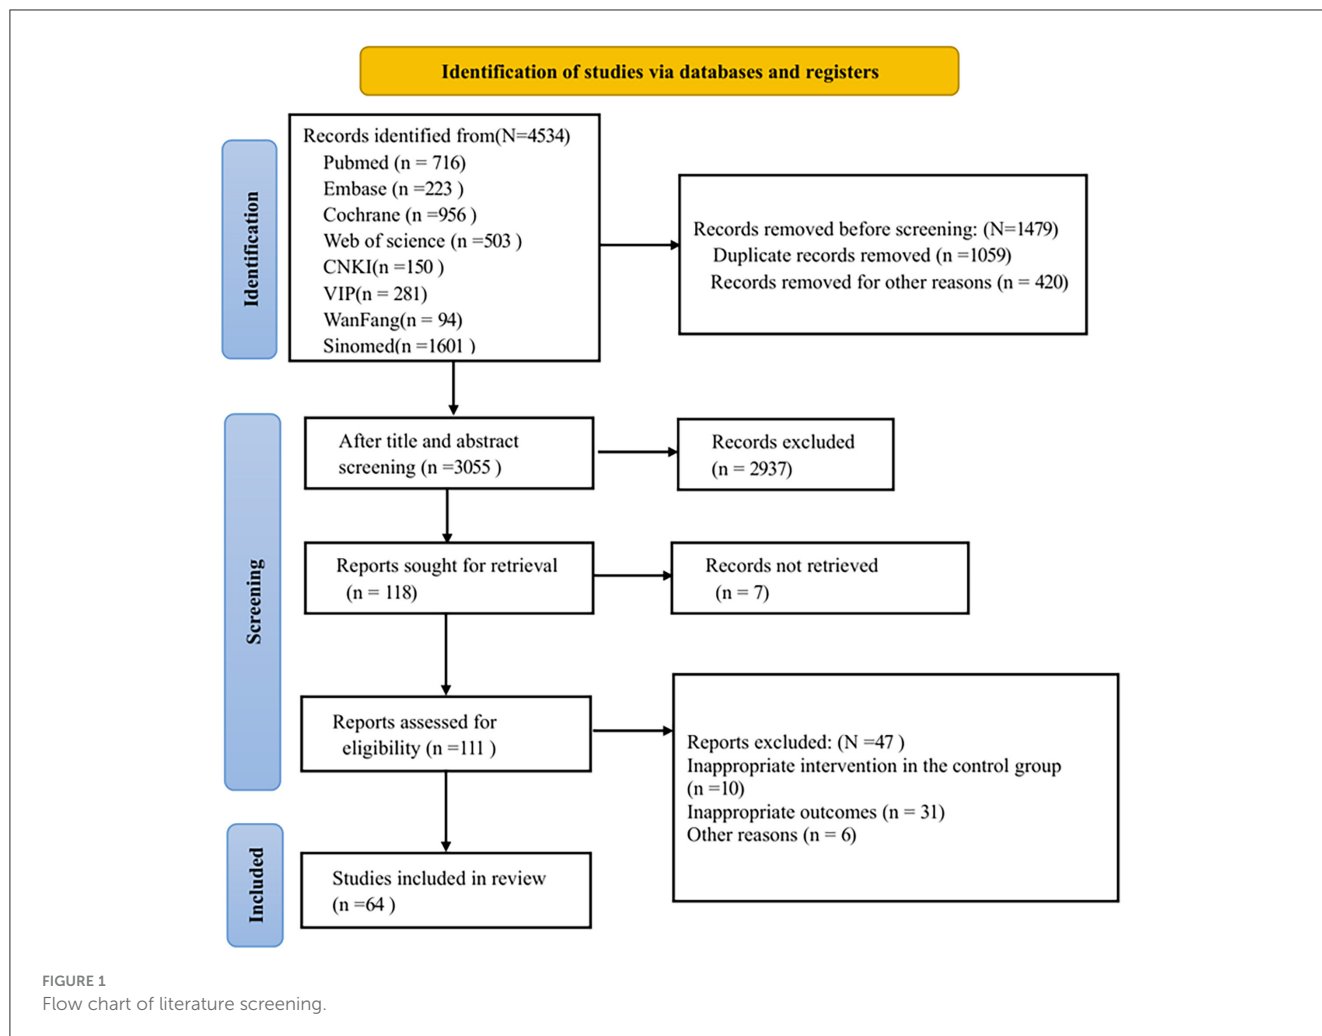 Identification of studies via databases and registers
Identification
Records identified from(N=4534)
Pubmed (n = 716)
Embase (n =223 )
Cochrane (n =956 )
Web of science (n =503 )
CNKI(n =150 )
VIP(n = 281)
WanFang(n = 94)
Sinomed(n =1601 )
Records removed before screening: (N=1479)
Duplicate records removed (n =1059)
Records removed for other reasons (n = 420)
Screening
After title and abstract
screening (n =3055 )
Records excluded
(n = 2937)
Reports sought for retrieval
(n = 118)
Records not retrieved
(n = 7)
Reports assessed for
eligibility (n =111 )
Reports excluded: (N =47 )
Inappropriate intervention in the control group
(n =10)
Inappropriate outcomes (n = 31)
Other reasons (n = 6)
Included
Studies included in review
(n =64 )
FIGURE 1
Flow chart of literature screening.